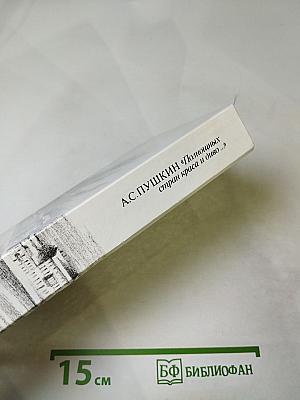 А.С.ПУШКИН «Полнощных
стран краса и диво...»
15 см
БФ БИБЛИОФАН